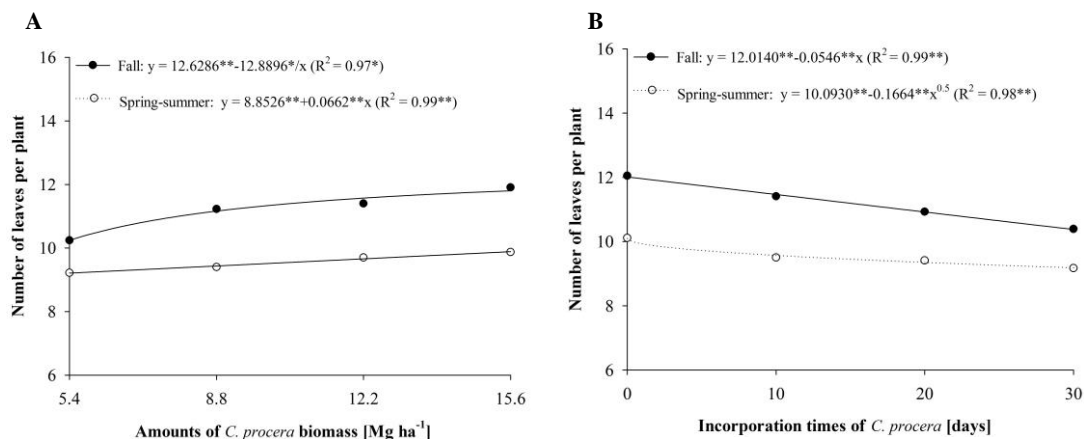 A
16
14
12
10
8
6
Number of leaves per plant
Fall: y = 12.6286**-12.8896*/x (R² = 0.97*)
Spring-summer: y = 8.8526**+0.0662**x (R² = 0.99**)
5.4 8.8 12.2 15.6
Amounts of C. procera biomass [Mg ha⁻¹]
B
16
14
12
10
8
6
Number of leaves per plant
Fall: y = 12.0140**-0.0546**x (R² = 0.99**)
Spring-summer: y = 10.0930**-0.1664**x⁰·⁵ (R² = 0.98**)
0 10 20 30
Incorporation times of C. procera [days]